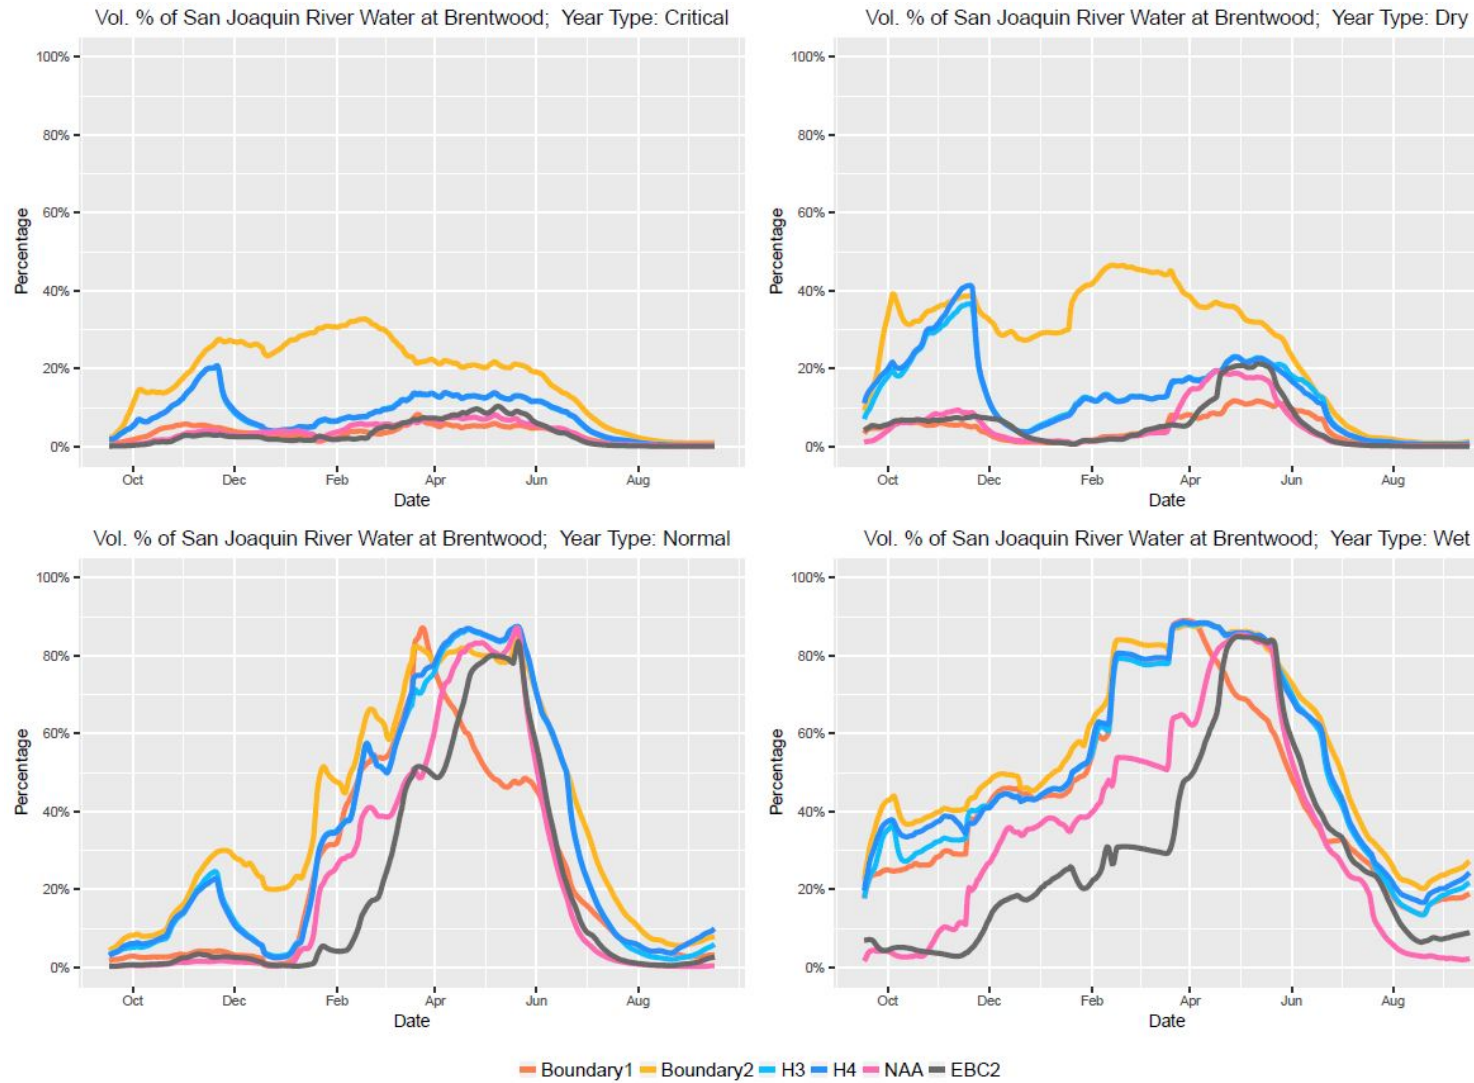 Vol. % of San Joaquin River Water at Brentwood;  Year Type: Critical
100%
80%
60%
40%
20%
0%
Percentage
Oct Dec Feb Apr Jun Aug
Date
Vol. % of San Joaquin River Water at Brentwood;  Year Type: Dry
100%
80%
60%
40%
20%
0%
Percentage
Oct Dec Feb Apr Jun Aug
Date
Vol. % of San Joaquin River Water at Brentwood;  Year Type: Normal
100%
80%
60%
40%
20%
0%
Percentage
Oct Dec Feb Apr Jun Aug
Date
Vol. % of San Joaquin River Water at Brentwood;  Year Type: Wet
100%
80%
60%
40%
20%
0%
Percentage
Oct Dec Feb Apr Jun Aug
Date
Boundary1 Boundary2 H3 H4 NAA EBC2